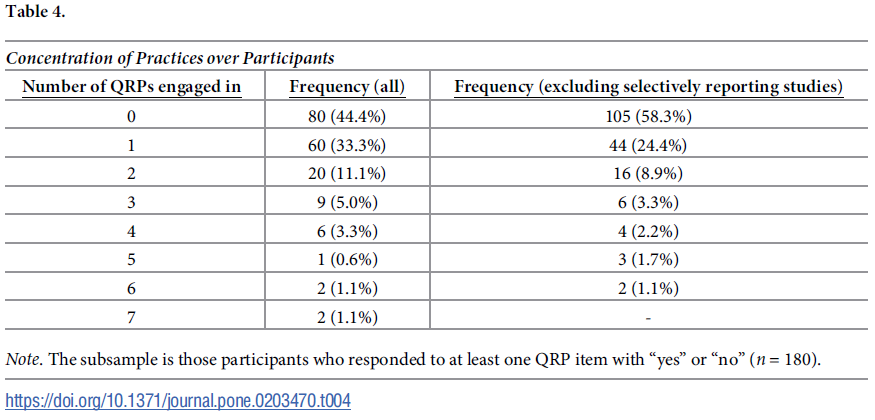 Table 4.
Concentration of Practices over Participants
Number of QRPs engaged in Frequency (all) Frequency (excluding selectively reporting studies)
0 80 (44.4%) 105 (58.3%)
1 60 (33.3%) 44 (24.4%)
2 20 (11.1%) 16 (8.9%)
3 9 (5.0%) 6 (3.3%)
4 6 (3.3%) 4 (2.2%)
5 1 (0.6%) 3 (1.7%)
6 2 (1.1%) 2 (1.1%)
7 2 (1.1%) -
Note. The subsample is those participants who responded to at least one QRP item with “yes” or “no” (n = 180).
https://doi.org/10.1371/journal.pone.0203470.t004